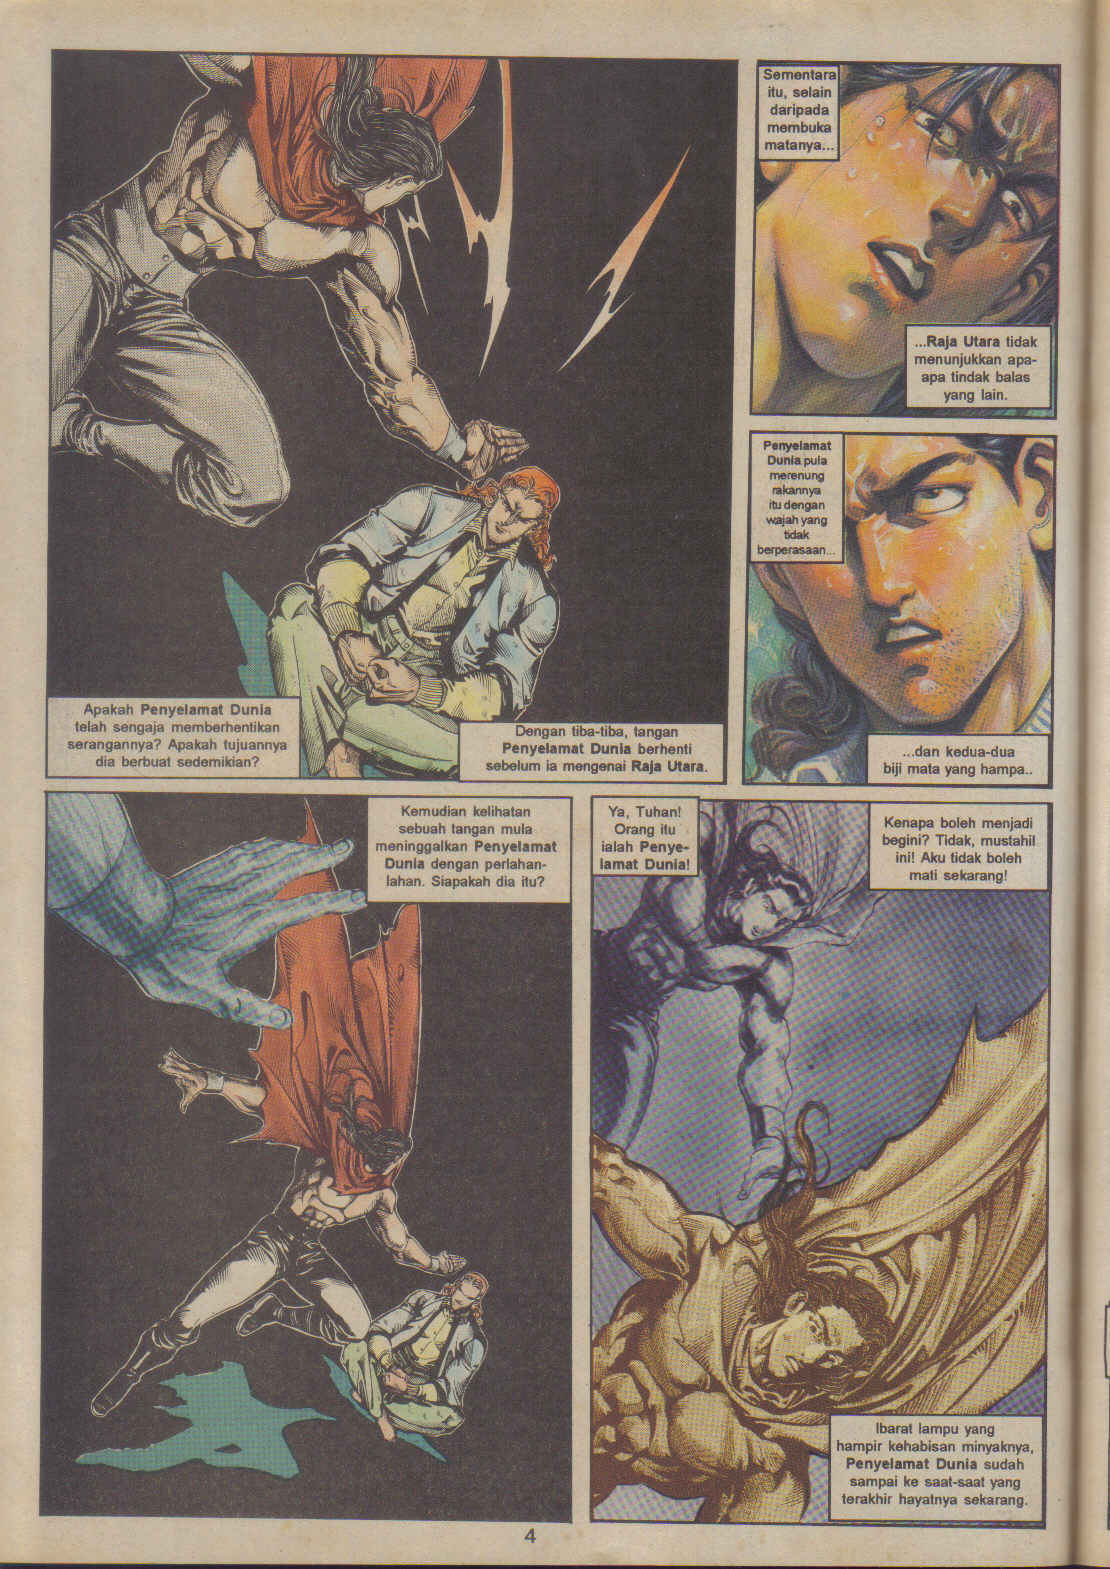 Apakah Penyelamat Dunia
telah sengaja memberhentikan
serangannya? Apakah tujuannya
dia berbuat sedemikian?
Dengan tiba-tiba, tangan
Penyelamat Dunia berhenti
sebelum ia mengenai Raja Utara.
Sementara
itu, selain
daripada
membuka
matanya...
...Raja Utara tidak
menunjukkan apa-
apa tindak balas
yang lain.
Penyelamat
Dunia pula
merenung
rakannya
itu dengan
wajah yang
tidak
berperasaan...
...dan kedua-dua
biji mata yang hampa..
Kemudian kelihatan
sebuah tangan mula
meninggalkan Penyelamat
Dunia dengan perlahan-
lahan. Siapakah dia itu?
Ya, Tuhan!
Orang itu
ialah Penye-
lamat Dunia!
Kenapa boleh menjadi
begini? Tidak, mustahil
ini! Aku tidak boleh
mati sekarang!
Ibarat lampu yang
hampir kehabisan minyaknya,
Penyelamat Dunia sudah
sampai ke saat-saat yang
terakhir hayatnya sekarang.
4